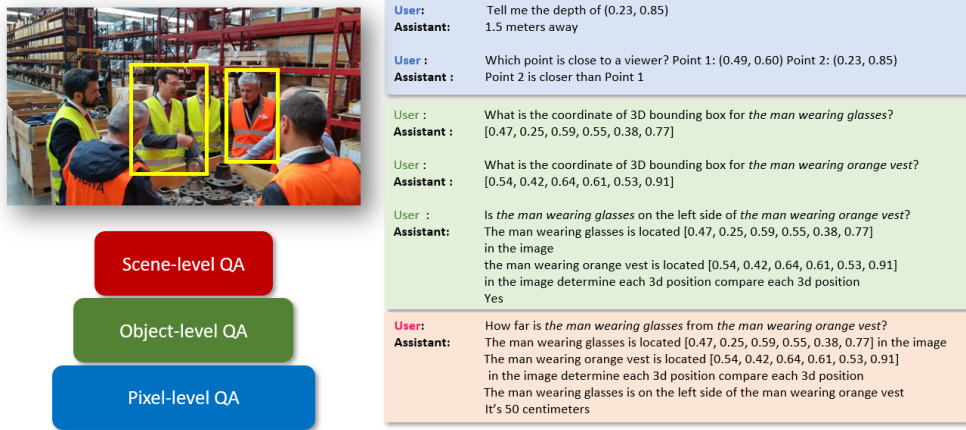 Scene-level QA
Object-level QA
Pixel-level QA
User: Tell me the depth of (0.23, 0.85)
Assistant: 1.5 meters away
User : Which point is close to a viewer? Point 1: (0.49, 0.60) Point 2: (0.23, 0.85)
Assistant : Point 2 is closer than Point 1
User : What is the coordinate of 3D bounding box for the man wearing glasses?
Assistant : [0.47, 0.25, 0.59, 0.55, 0.38, 0.77]
User : What is the coordinate of 3D bounding box for the man wearing orange vest?
Assistant : [0.54, 0.42, 0.64, 0.61, 0.53, 0.91]
User : Is the man wearing glasses on the left side of the man wearing orange vest?
Assistant: The man wearing glasses is located [0.47, 0.25, 0.59, 0.55, 0.38, 0.77]
in the image
the man wearing orange vest is located [0.54, 0.42, 0.64, 0.61, 0.53, 0.91]
in the image determine each 3d position compare each 3d position
Yes
User: How far is the man wearing glasses from the man wearing orange vest?
Assistant: The man wearing glasses is located [0.47, 0.25, 0.59, 0.55, 0.38, 0.77] in the image
The man wearing orange vest is located [0.54, 0.42, 0.64, 0.61, 0.53, 0.91]
in the image determine each 3d position compare each 3d position
The man wearing glasses is on the left side of the man wearing orange vest
It's 50 centimeters